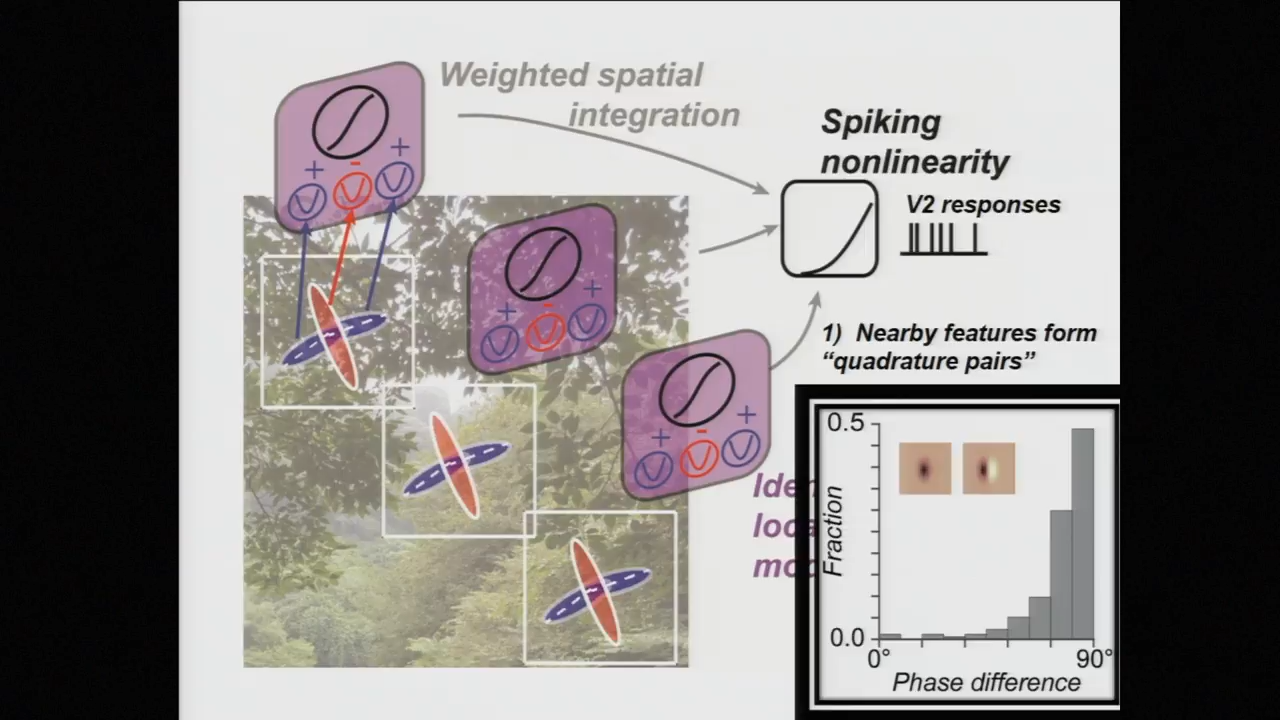 Weighted spatial
integration
Spiking
nonlinearity
V2 responses
+ - +
+ - +
+ - +
1) Nearby features form
“quadrature pairs”
0.5
Fraction
0.0
0°
90°
Phase difference